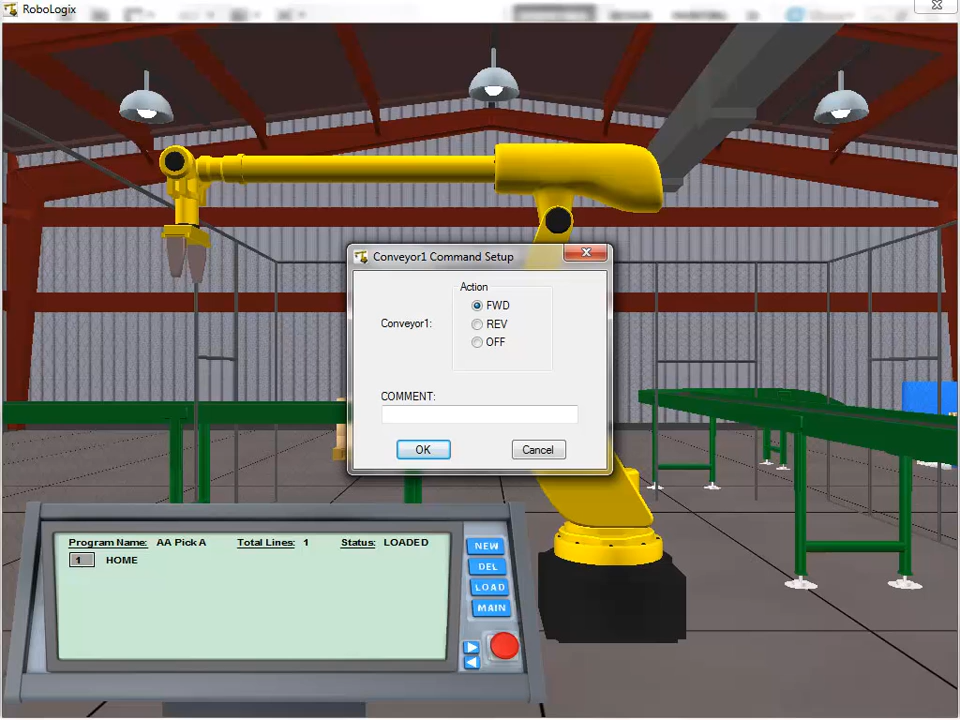 RoboLogix
Conveyor1 Command Setup
Action
FWD
Conveyor1:
REV
OFF
COMMENT:
OK Cancel
Program Name: AA Pick A Total Lines: 1 Status: LOADED
1 HOME
NEW
DEL
LOAD
MAIN